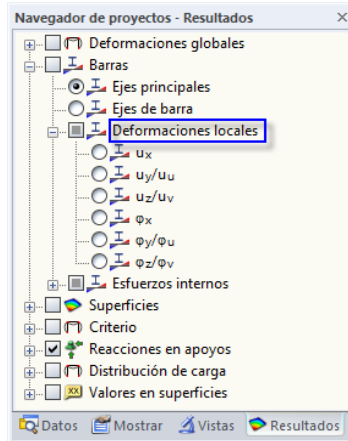 Navegador de proyectos - Resultados
Deformaciones globales
Barras
Ejes principales
Ejes de barra
Deformaciones locales
ux
uy/uu
uz/uv
φx
φy/φu
φz/φv
Esfuerzos internos
Superficies
Criterio
Reacciones en apoyos
Distribución de carga
Valores en superficies
Datos Mostrar Vistas Resultados